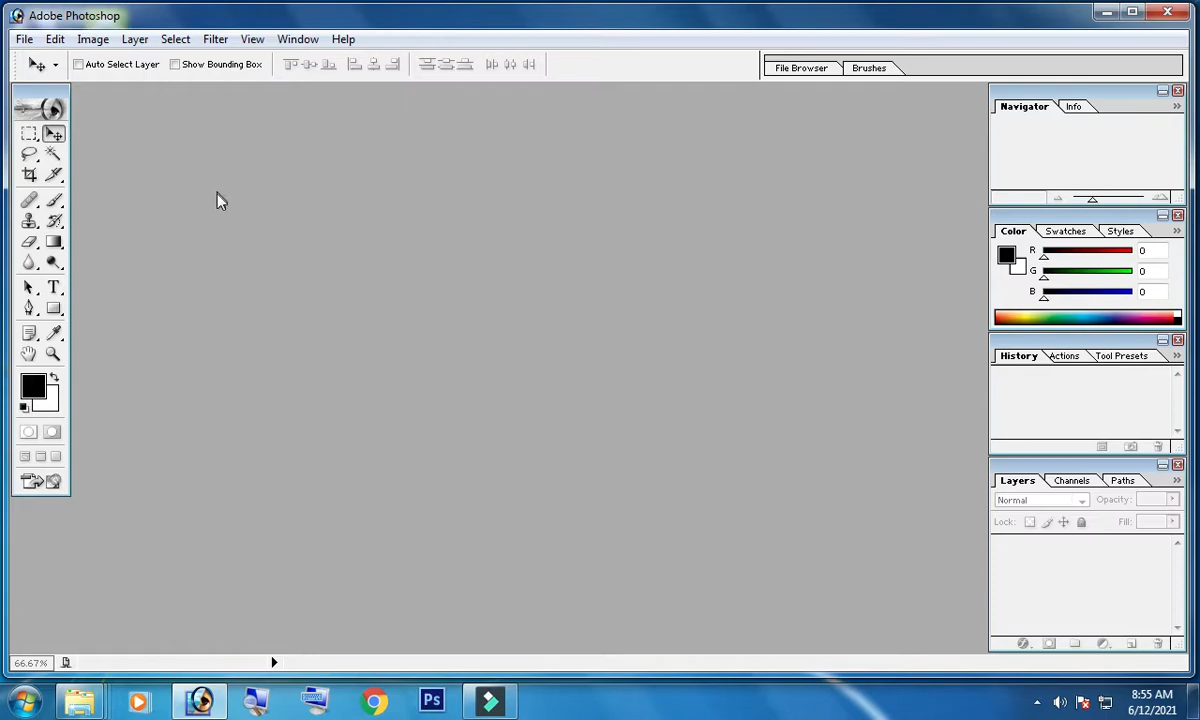 Adobe Photoshop
File Edit Image Layer Select Filter View Window Help
Auto Select Layer Show Bounding Box
File Browser Brushes
Navigator Info
Color Swatches Styles
R 0
G 0
B 0
History Actions Tool Presets
Layers Channels Paths
Normal Opacity:
Lock: Fill:
66.67%
Ps
8:55 AM
6/12/2021